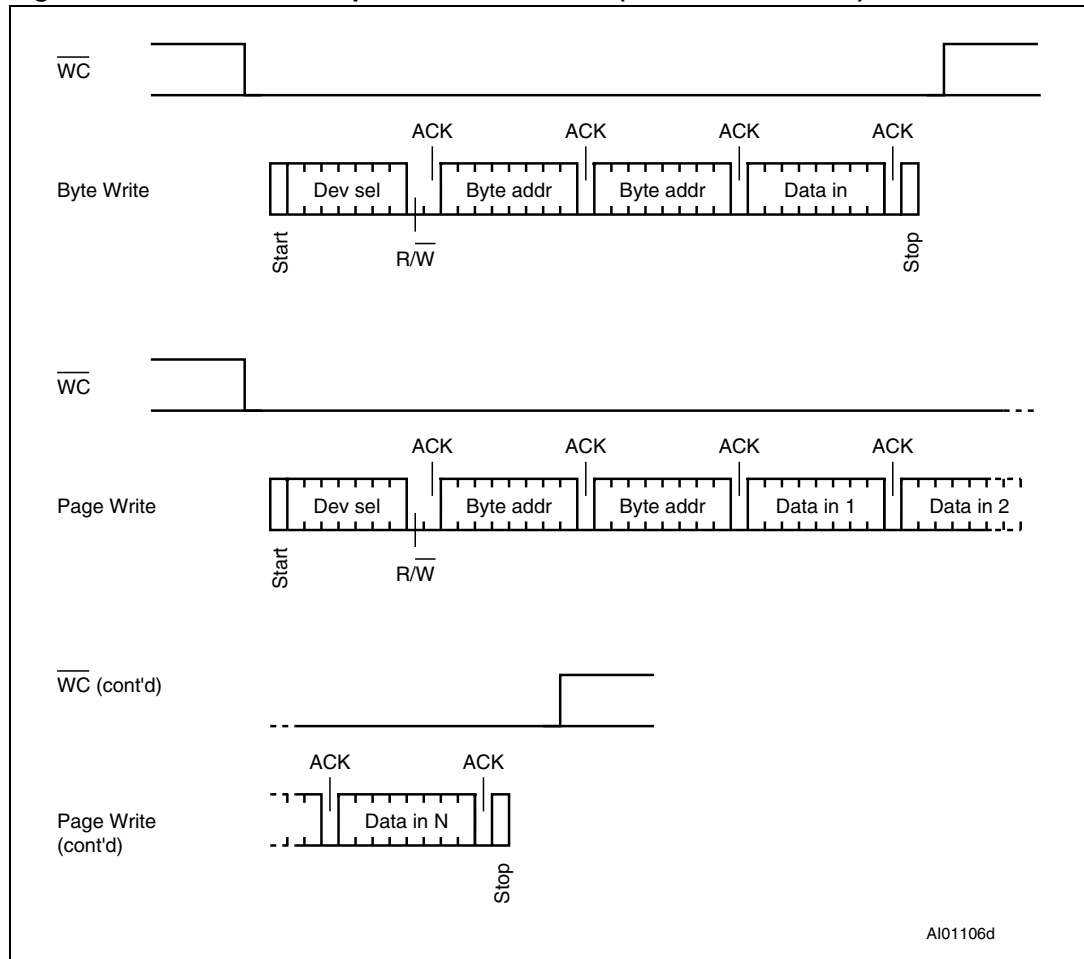 WC
ACK ACK ACK ACK
Byte Write
Dev sel Byte addr Byte addr Data in
Start
R/W
Stop
WC
ACK ACK ACK ACK
Page Write
Dev sel Byte addr Byte addr Data in 1 Data in 2
Start
R/W
WC (cont'd)
ACK ACK
Page Write
(cont'd)
Data in N
Stop
AI01106d